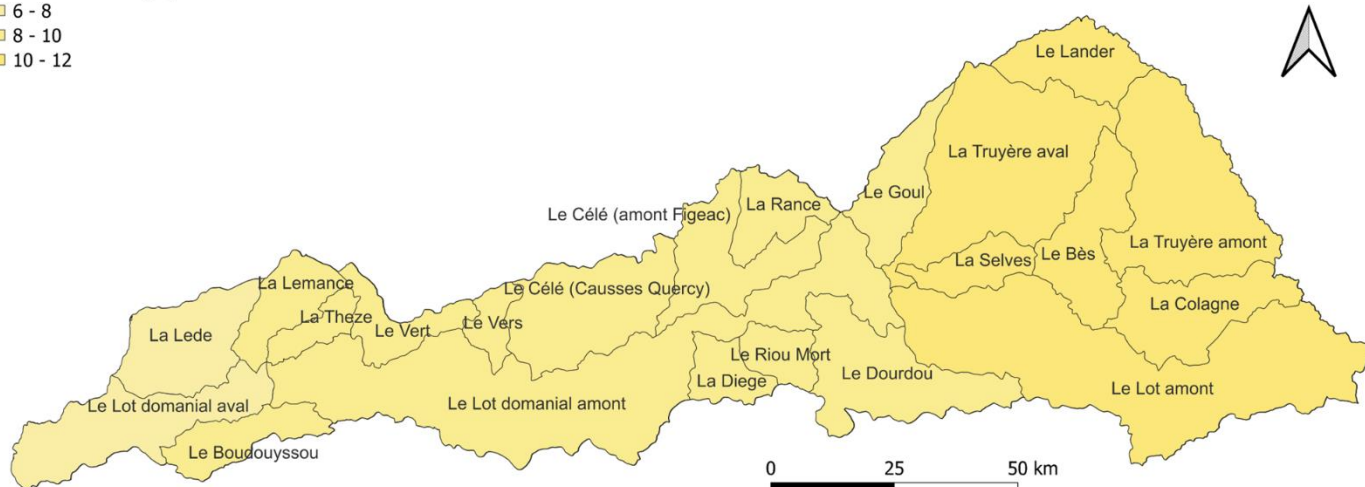 6 - 8
8 - 10
10 - 12
Le Lander
La Truyère aval
Le Goul
La Rance
Le Célé (amont Figeac)
La Truyère amont
Le Bès
La Selves
La Lemance
Le Célé (Causses Quercy)
La Colagne
La Theze
Le Vers
Le Vert
La Lede
Le Riou Mort
La Diege
Le Dourdou
Le Lot amont
Le Lot domanial aval
Le Lot domanial amont
Le Boudouyssou
0 25 50 km